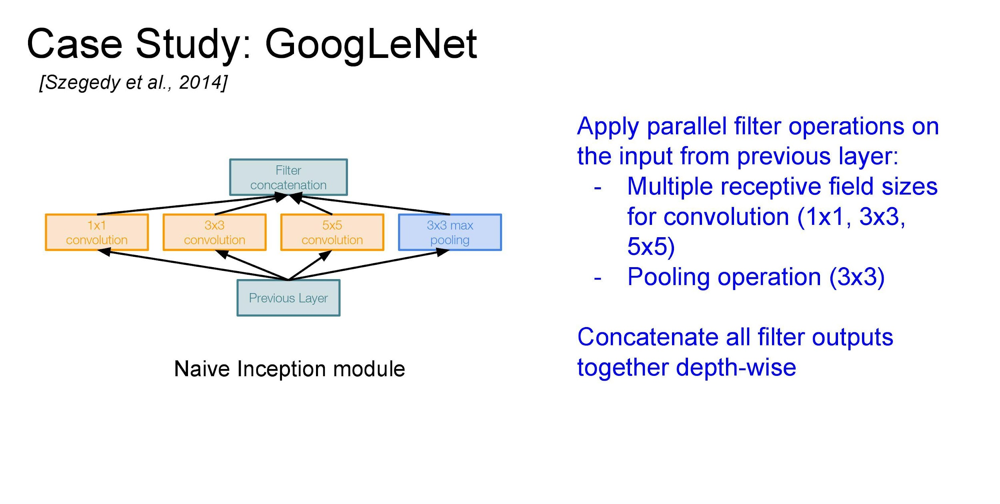 Case Study: GoogLeNet
[Szegedy et al., 2014]
Filter
concatenation
1x1
convolution
3x3
convolution
5x5
convolution
3x3 max
pooling
Previous Layer
Naive Inception module
Apply parallel filter operations on
the input from previous layer:
- Multiple receptive field sizes
for convolution (1x1, 3x3,
5x5)
- Pooling operation (3x3)
Concatenate all filter outputs
together depth-wise